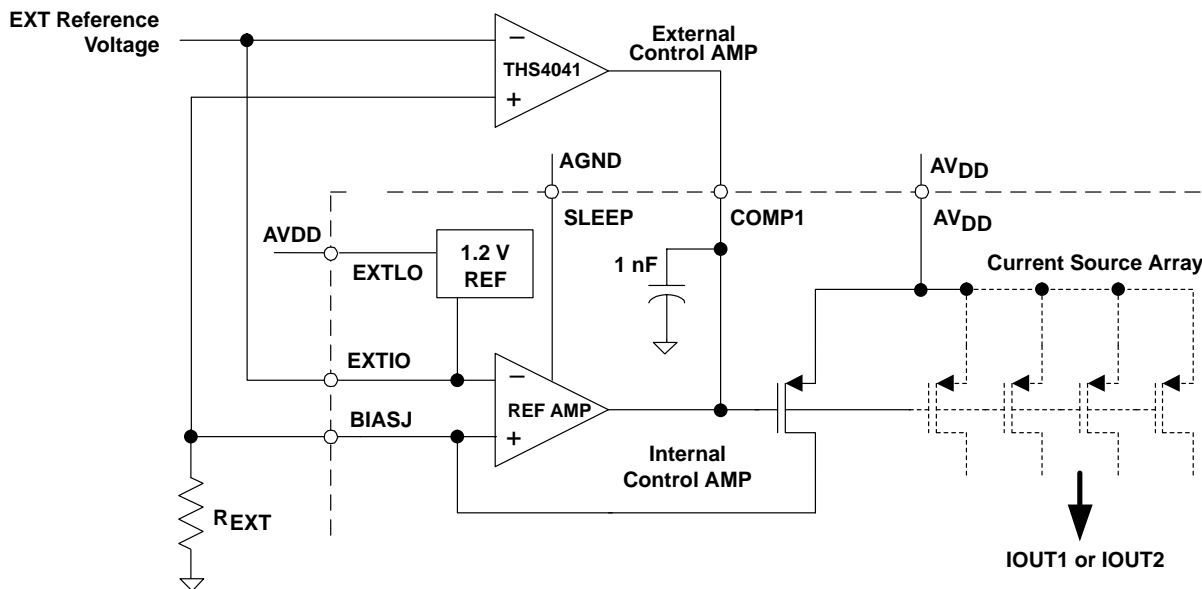 EXT Reference
Voltage
−
THS4041
+
External
Control AMP
AGND
AVDD
SLEEP
COMP1
AVDD
AVDD
EXTLO
1.2 V
REF
1 nF
Current Source Array
EXTIO
BIASJ
−
REF AMP
+
Internal
Control AMP
REXT
IOUT1 or IOUT2